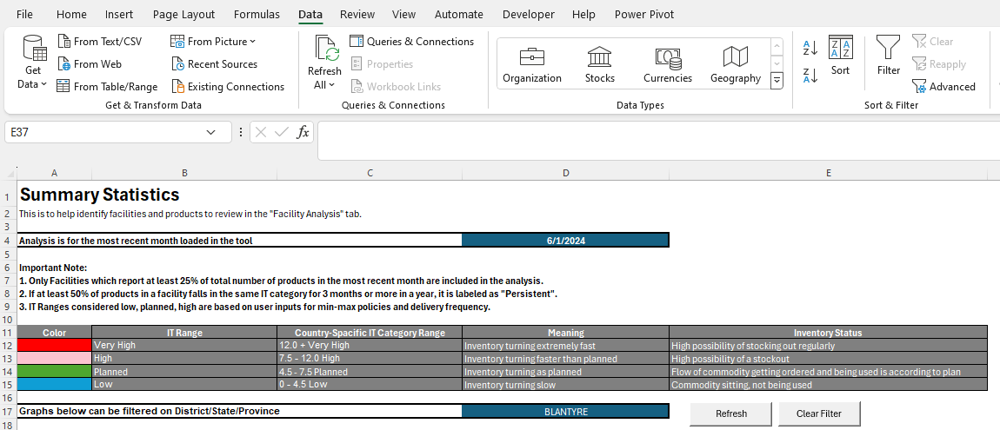 File Home Insert Page Layout Formulas Data Review View Automate Developer Help Power Pivot
From Text/CSV From Picture Queries & Connections Clear
Get Data From Web Recent Sources Refresh All Properties Organization Stocks Currencies Geography Sort Filter Reapply
From Table/Range Existing Connections Workbook Links Advanced
Get & Transform Data Queries & Connections Data Types Sort & Filter
E37 fx
A B C D E
1 Summary Statistics
2 This is to help identify facilities and products to review in the "Facility Analysis" tab.
3
4 Analysis is for the most recent month loaded in the tool 6/1/2024
5
6 Important Note:
7 1. Only Facilities which report at least 25% of total number of products in the most recent month are included in the analysis.
8 2. If at least 50% of products in a facility falls in the same IT category for 3 months or more in a year, it is labeled as "Persistent".
9 3. IT Ranges considered low, planned, high are based on user inputs for min-max policies and delivery frequency.
10
11 Color IT Range Country-Spacific IT Category Range Meaning Inventory Status
12 Very High 12.0 + Very High Inventory turning extremely fast High possibility of stocking out regularly
13 High 7.5 - 12.0 High Inventory turning faster than planned High possibility of a stockout
14 Planned 4.5 - 7.5 Planned Inventory turning as planned Flow of commodity getting ordered and being used is according to plan
15 Low 0 - 4.5 Low Inventory turning slow Commodity sitting, not being used
16
17 Graphs below can be filtered on District/State/Province BLANTYRE Refresh Clear Filter
18